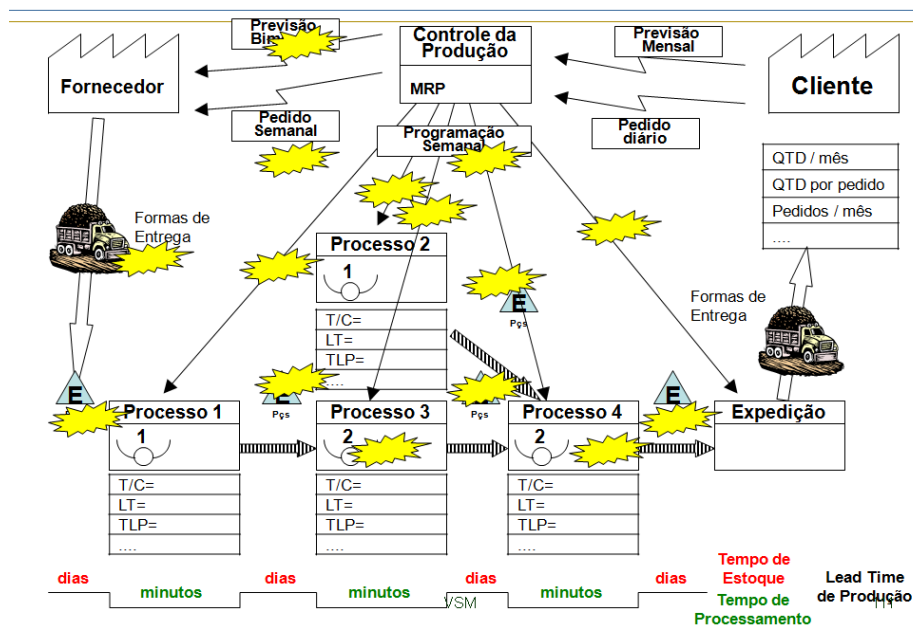 Previsão
Controle da
Produção
MRP
Previsão
Mensal
Fornecedor
Cliente
Pedido
Semanal
Programação
Semanal
Pedido
diário
QTD / mês
QTD por pedido
Pedidos / mês
....
Formas de
Entrega
Processo 2
1
T/C=
LT=
TLP=
....
E
Pçs
Formas de
Entrega
E
Pçs
Pçs
E
Processo 1
1
T/C=
LT=
TLP=
....
Processo 3
2
T/C=
LT=
TLP=
....
Processo 4
2
T/C=
LT=
TLP=
....
Expedição
dias
minutos
dias
minutos
dias
minutos
dias
Tempo de
Estoque
Tempo de
Processamento
Lead Time
de Produção
VSM